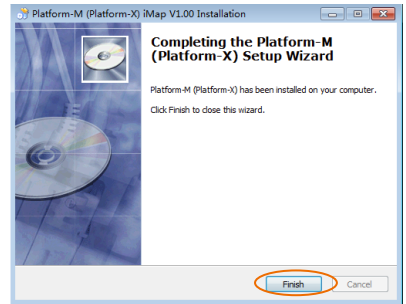 Platform-M (Platform-X) iMap V1.00 Installation
Completing the Platform-M
(Platform-X) Setup Wizard
Platform-M (Platform-X) has been installed on your computer.
Click Finish to close this wizard.
Finish
Cancel